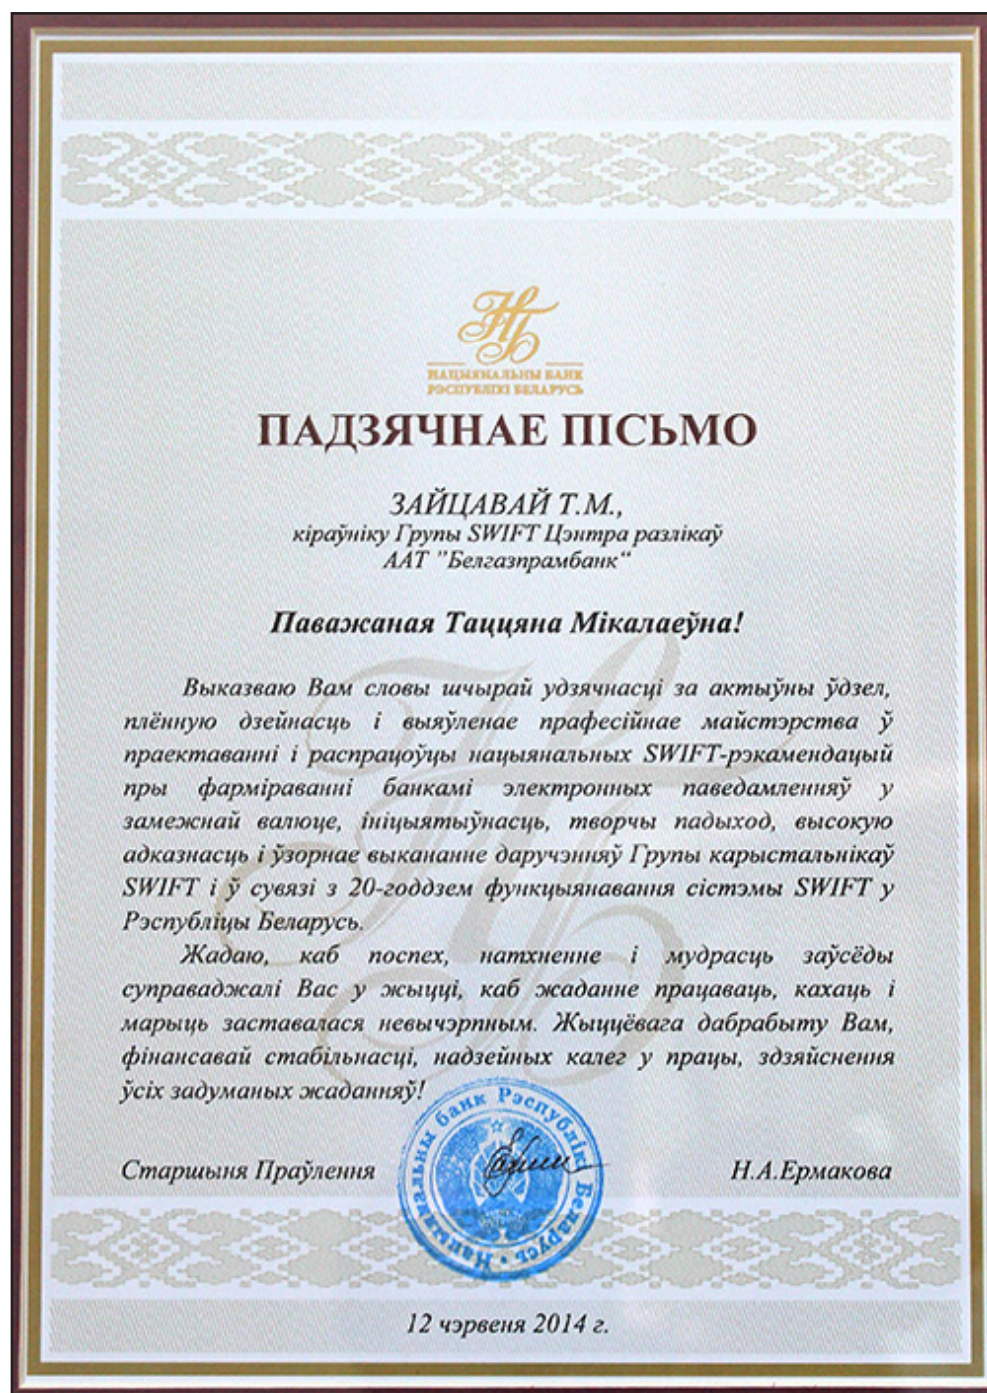 НАЦЫЯНАЛЬНЫ БАНК
РЭСПУБЛІКІ БЕЛАРУСЬ
ПАДЗЯЧНАЕ ПІСЬМО
ЗАЙЦАВАЙ Т.М.,
кіраўніку Групы SWIFT Цэнтра разлікаў
ААТ "Белгазпрамбанк“
Паважаная Таццяна Мікалаеўна!
Выказваю Вам словы шчырай удзячнасці за актыўны ўдзел,
плённую дзейнасць і выяўленае прафесійнае майстэрства ў
праектаванні і распрацоўцы нацыянальных SWIFT-рэкамендацый
пры фарміраванні банкамі электронных паведамленняў у
замежнай валюце, ініцыятыўнасць, творчы падыход, высокую
адказнасць і ўзорнае выкананне даручэнняў Групы карыстальнікаў
SWIFT і ў сувязі з 20-годдзем функцыянавання сістэмы SWIFT у
Рэспубліцы Беларусь.
Жадаю, каб поспех, натхненне і мудрасць заўсёды
суправаджалі Вас у жыцці, каб жаданне працаваць, кахаць і
марыць заставалася невычэрпным. Жыццёвага дабрабыту Вам,
фінансавай стабільнасці, надзейных калег у працы, здзяйснення
ўсіх задуманых жаданняў!
Нацыянальны банк Рэспублікі Беларусь
Старшыня Праўлення Н.А.Ермакова
12 чэрвеня 2014 г.